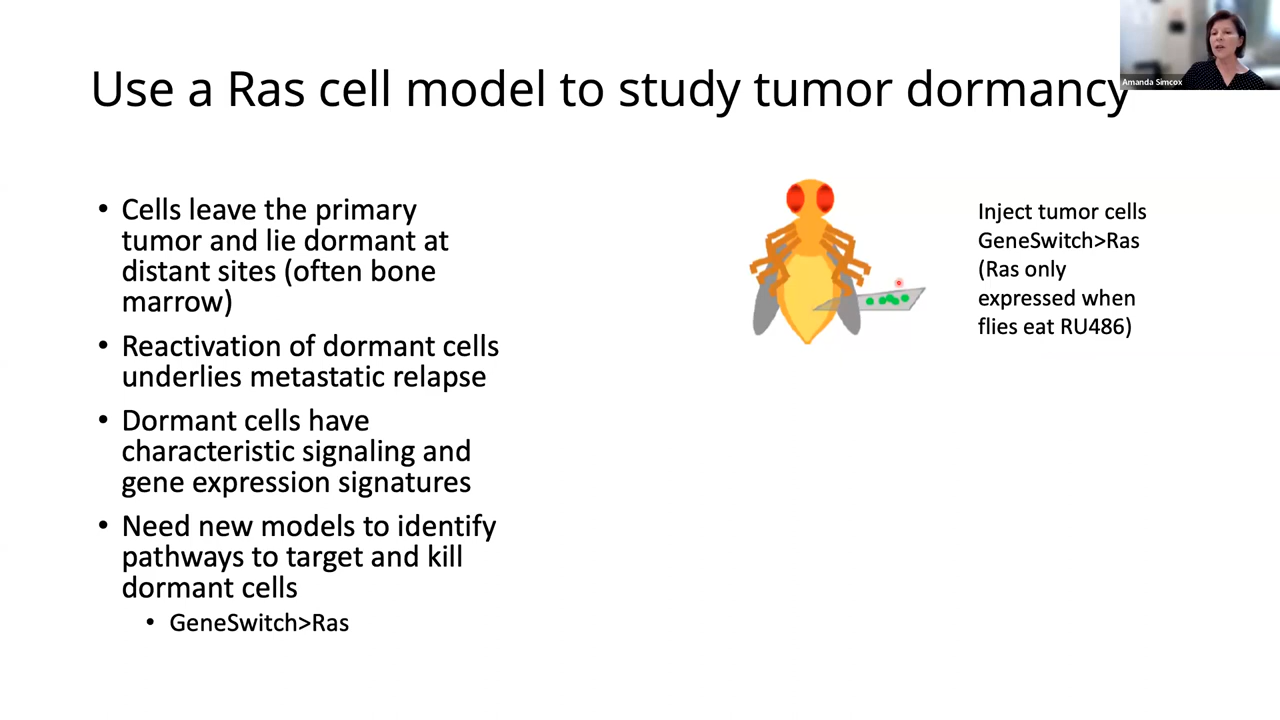 Use a Ras cell model to study tumor dormancy
Amanda Simcox
• Cells leave the primary
tumor and lie dormant at
distant sites (often bone
marrow)
• Reactivation of dormant cells
underlies metastatic relapse
• Dormant cells have
characteristic signaling and
gene expression signatures
• Need new models to identify
pathways to target and kill
dormant cells
• GeneSwitch>Ras
Inject tumor cells
GeneSwitch>Ras
(Ras only
expressed when
flies eat RU486)